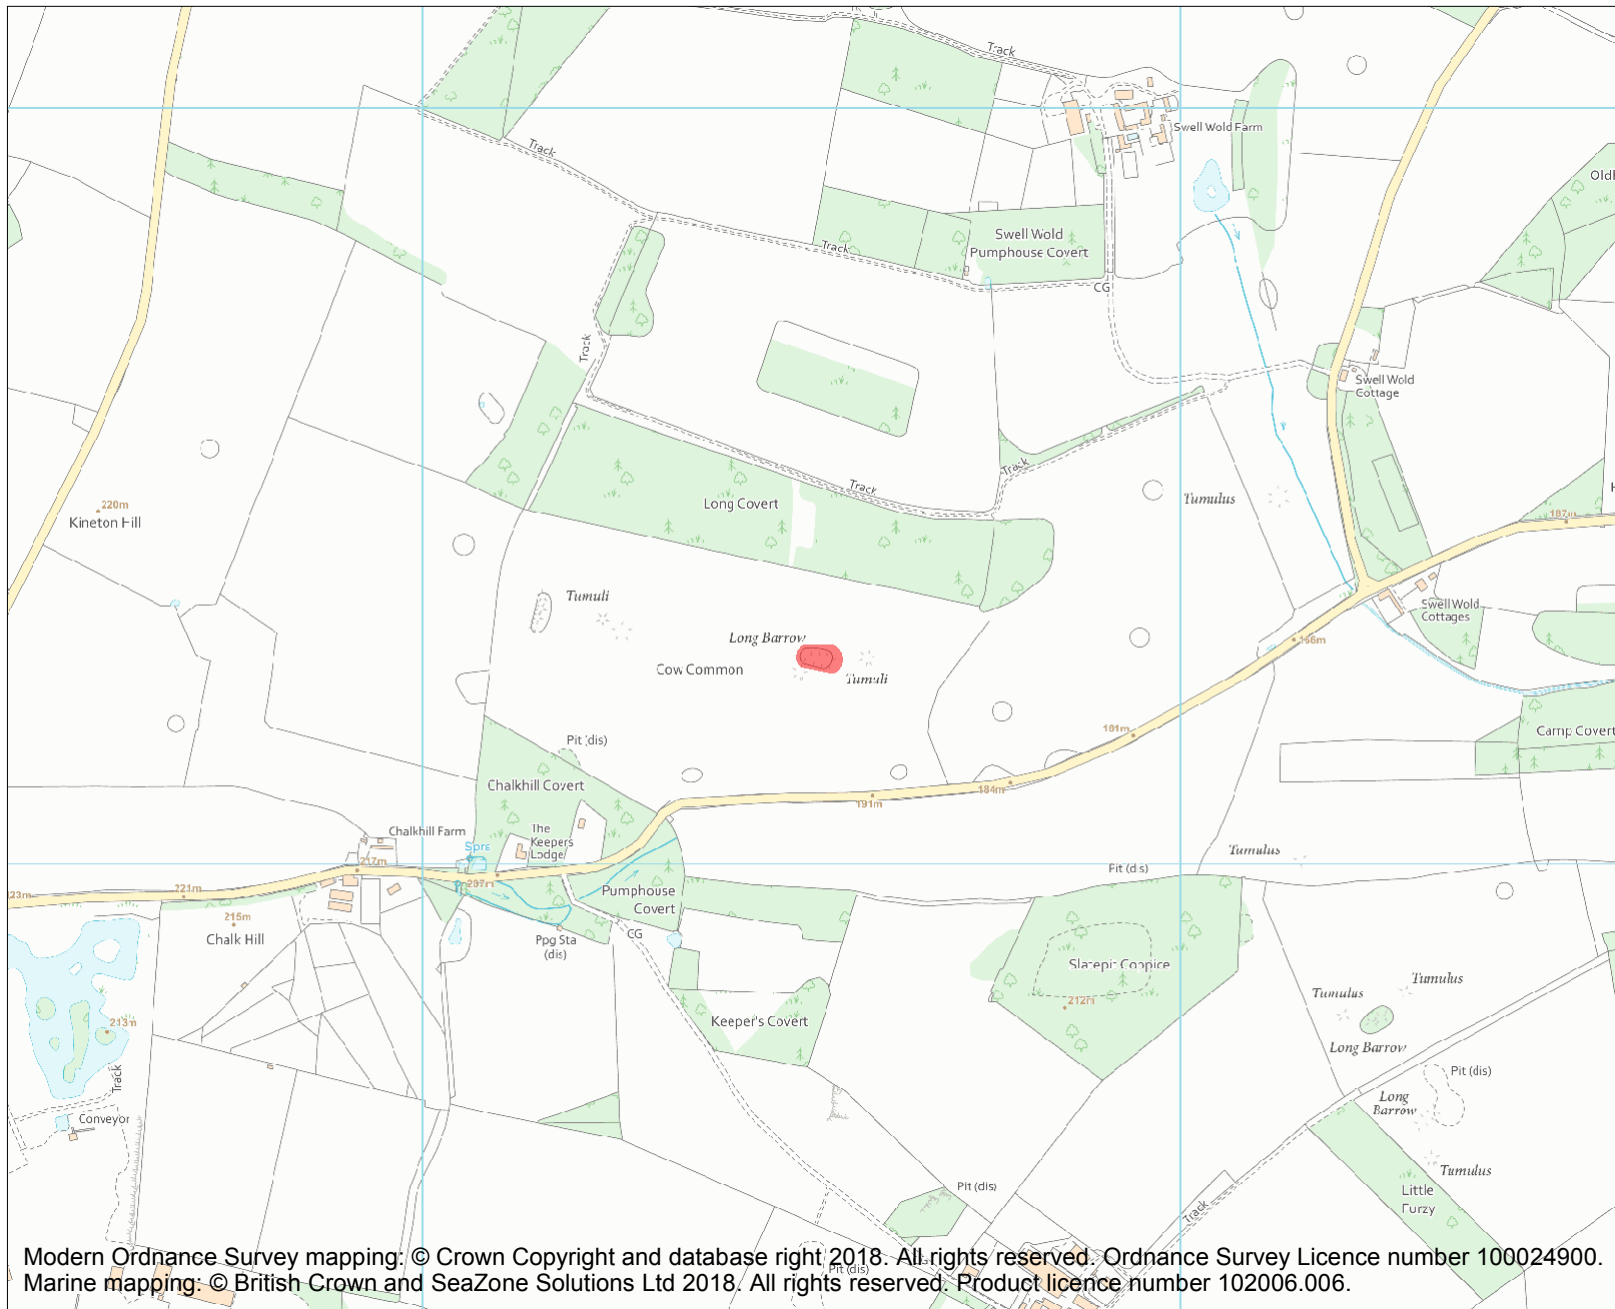 Track
Swell Wold Farm
Track
Oldh
Swell Wold
Pumphouse Covert
Track
CG
Track
Swell Wold
Cottage
Track
Track
Tumulus
Long Covert
220m
Kineton Hill
187m
Tumuli
Swell Wold
Cottages
Long Barrow
166m
Cow Common
Tumuli
181m
Camp Covert
Pit (dis)
Chalkhill Covert
184m
191m
Chalkhill Farm
The
Keepers
Lodge
Sprs
Tumulus
217m
Pit (dis)
207m
221m
23m
Pumphouse
Covert
215m
Chalk Hill
CG
Ppg Sta
(dis)
Slatepit Coppice
Tumulus
Tumulus
212m
213m
Keeper's Covert
Long Barrow
Track
Pit (dis)
Long
Barrow
Conveyor
Tumulus
Pit (dis)
Little
Furzy
Track
Pit (dis)
Modern Ordnance Survey mapping: © Crown Copyright and database right 2018. All rights reserved. Ordnance Survey Licence number 100024900.
Marine mapping: © British Crown and SeaZone Solutions Ltd 2018. All rights reserved. Product licence number 102006.006.